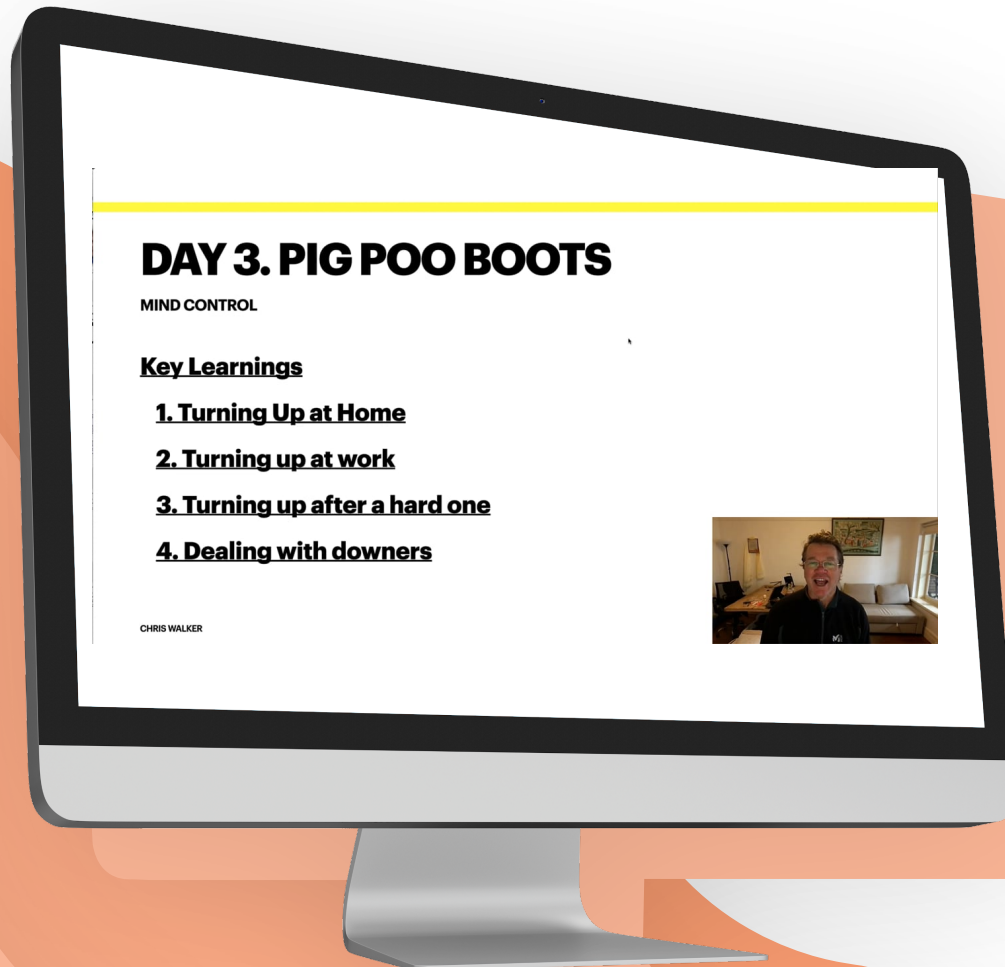 DAY 3. PIG POO BOOTS
MIND CONTROL
Key Learnings
1. Turning Up at Home
2. Turning up at work
3. Turning up after a hard one
4. Dealing with downers
CHRIS WALKER